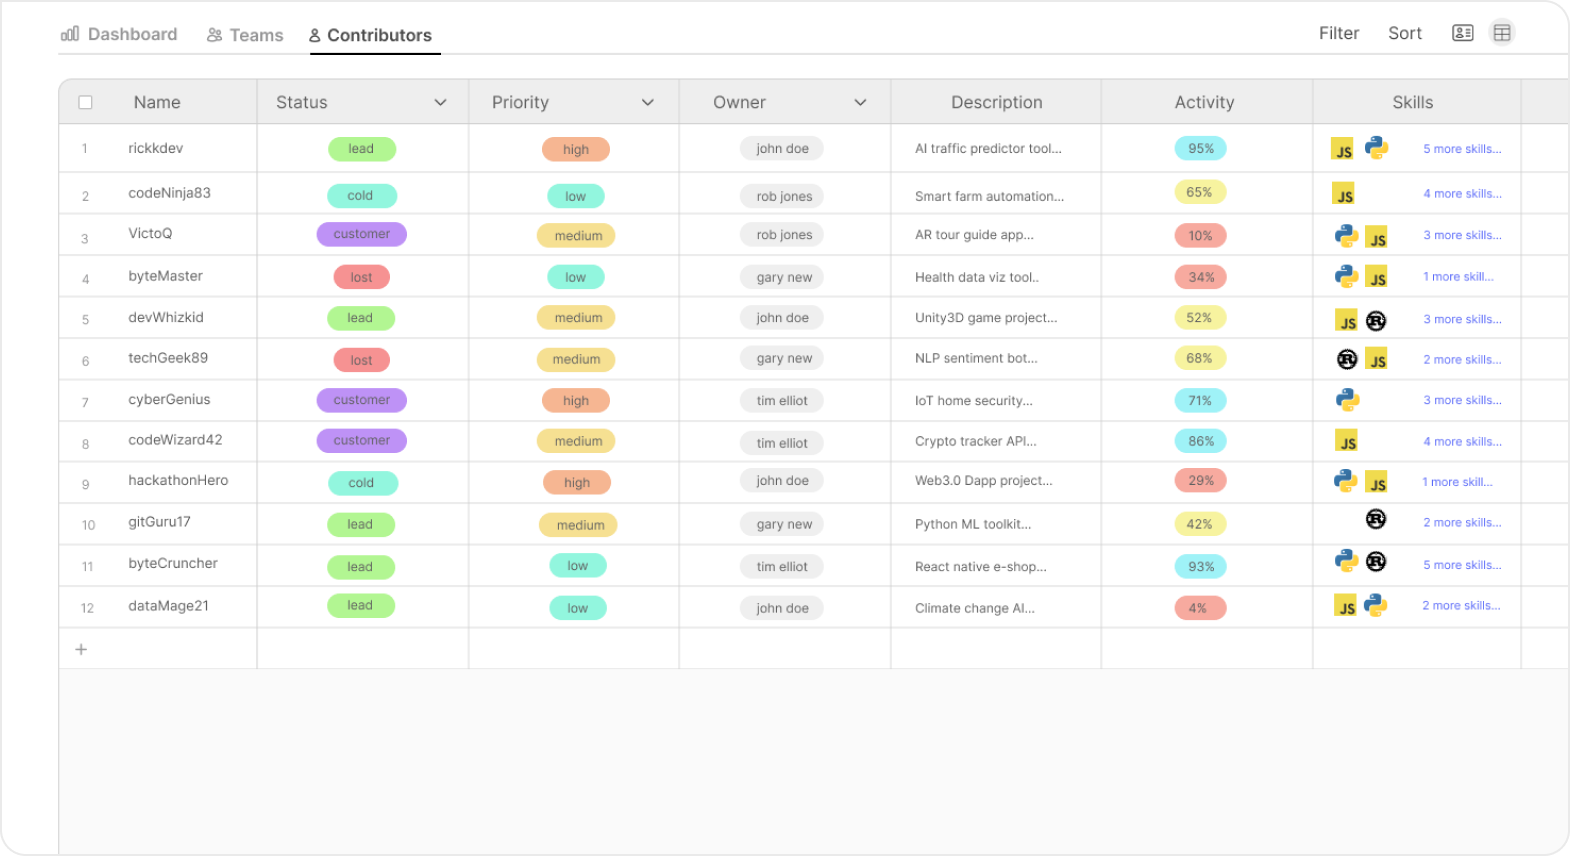 Dashboard Teams Contributors Filter Sort
Name Status Priority Owner Description Activity Skills
1 rickkdev lead high john doe AI traffic predictor tool... 95% JS 5 more skills...
2 codeNinja83 cold low rob jones Smart farm automation... 65% JS 4 more skills...
3 VictoQ customer medium rob jones AR tour guide app... 10% JS 3 more skills...
4 byteMaster lost low gary new Health data viz tool.. 34% JS 1 more skill...
5 devWhizkid lead medium john doe Unity3D game project... 52% JS R 3 more skills...
6 techGeek89 lost medium gary new NLP sentiment bot... 68% R JS 2 more skills...
7 cyberGenius customer high tim elliot IoT home security... 71% 3 more skills...
8 codeWizard42 customer medium tim elliot Crypto tracker API... 86% JS 4 more skills...
9 hackathonHero cold high john doe Web3.0 Dapp project... 29% JS 1 more skill...
10 gitGuru17 lead medium gary new Python ML toolkit... 42% R 2 more skills...
11 byteCruncher lead low tim elliot React native e-shop... 93% R 5 more skills...
12 dataMage21 lead low john doe Climate change AI... 4% JS 2 more skills...
+